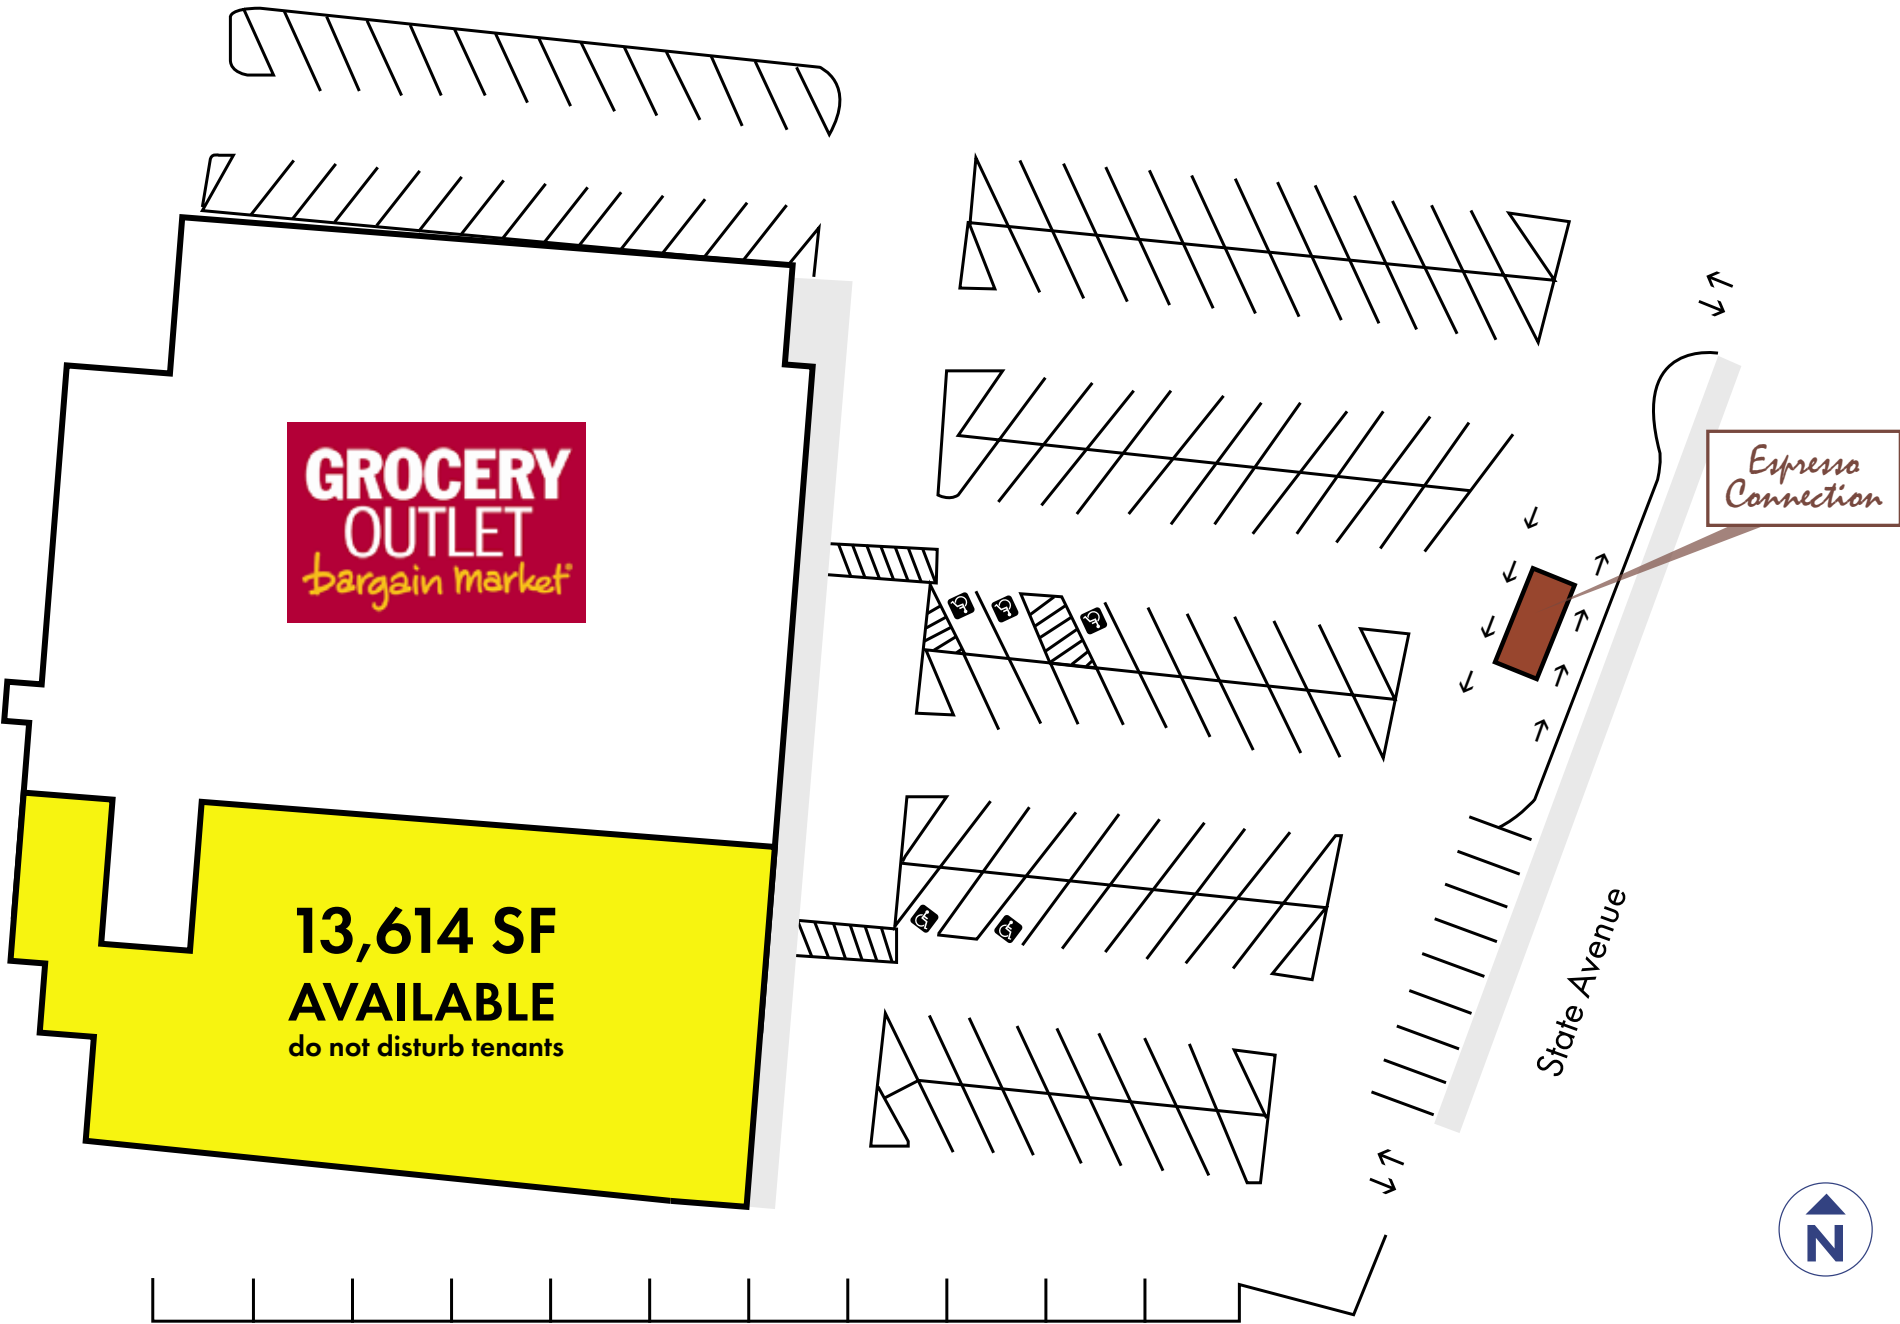 GROCERY
OUTLET
bargain market
Espresso
Connection
13,614 SF
AVAILABLE
do not disturb tenants
State Avenue
N